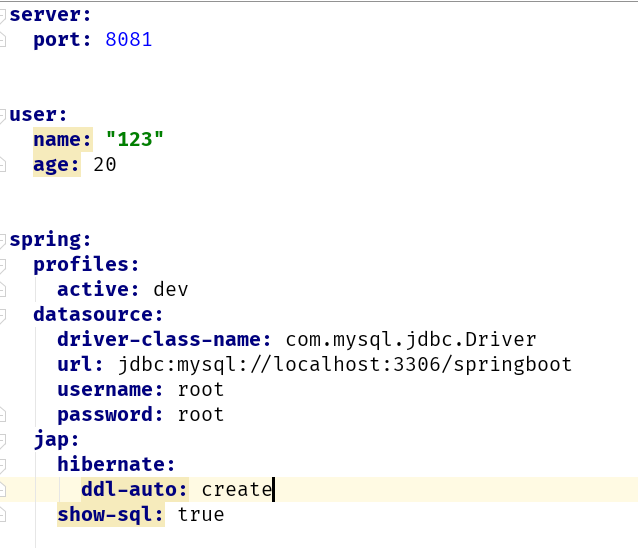 server:
  port: 8081
user:
  name: "123"
  age: 20
spring:
  profiles:
    active: dev
  datasource:
    driver-class-name: com.mysql.jdbc.Driver
    url: jdbc:mysql://localhost:3306/springboot
    username: root
    password: root
  jap:
    hibernate:
      ddl-auto: create
    show-sql: true